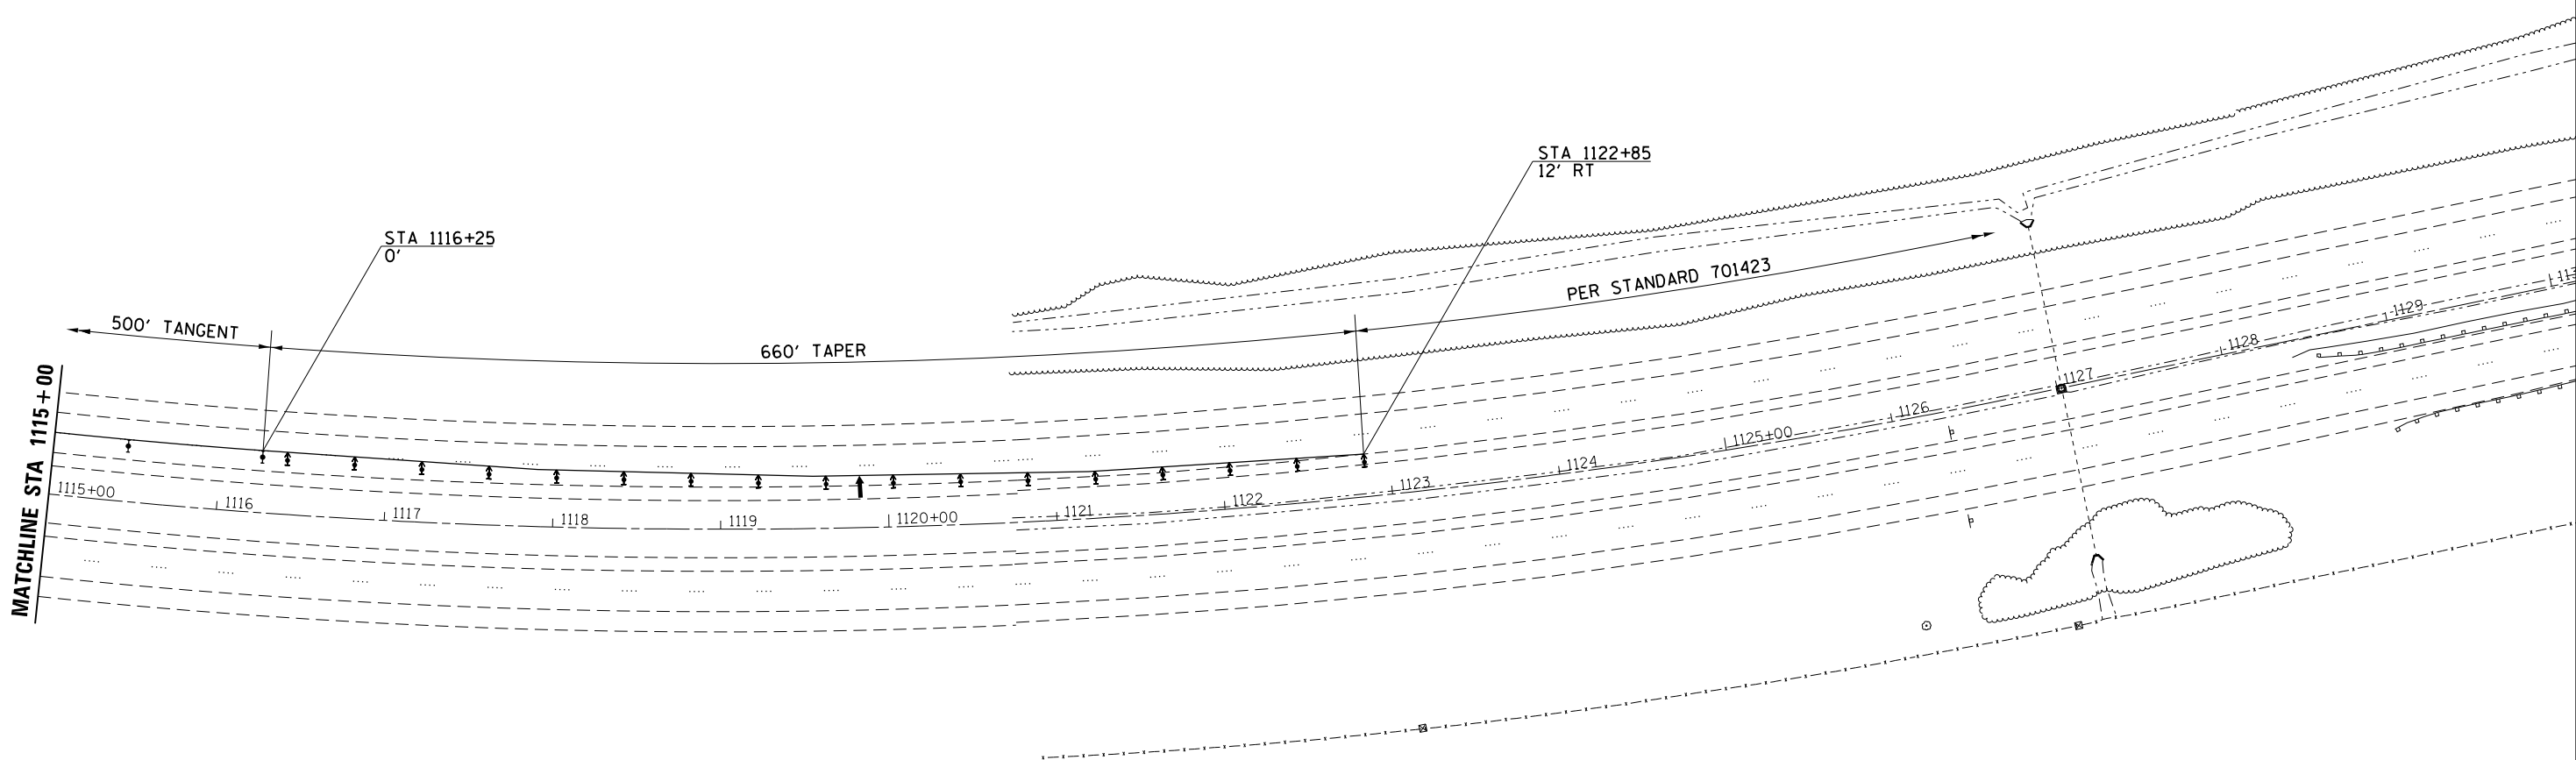 STA 1122+85
12' RT
STA 1116+25
0'
PER STANDARD 701423
500' TANGENT
660' TAPER
MATCHLINE STA 1115+00
1115+00
1116
1117
1118
1119
1120+00
1121
1122
1123
1124
1125+00
1126
1127
1128
1129